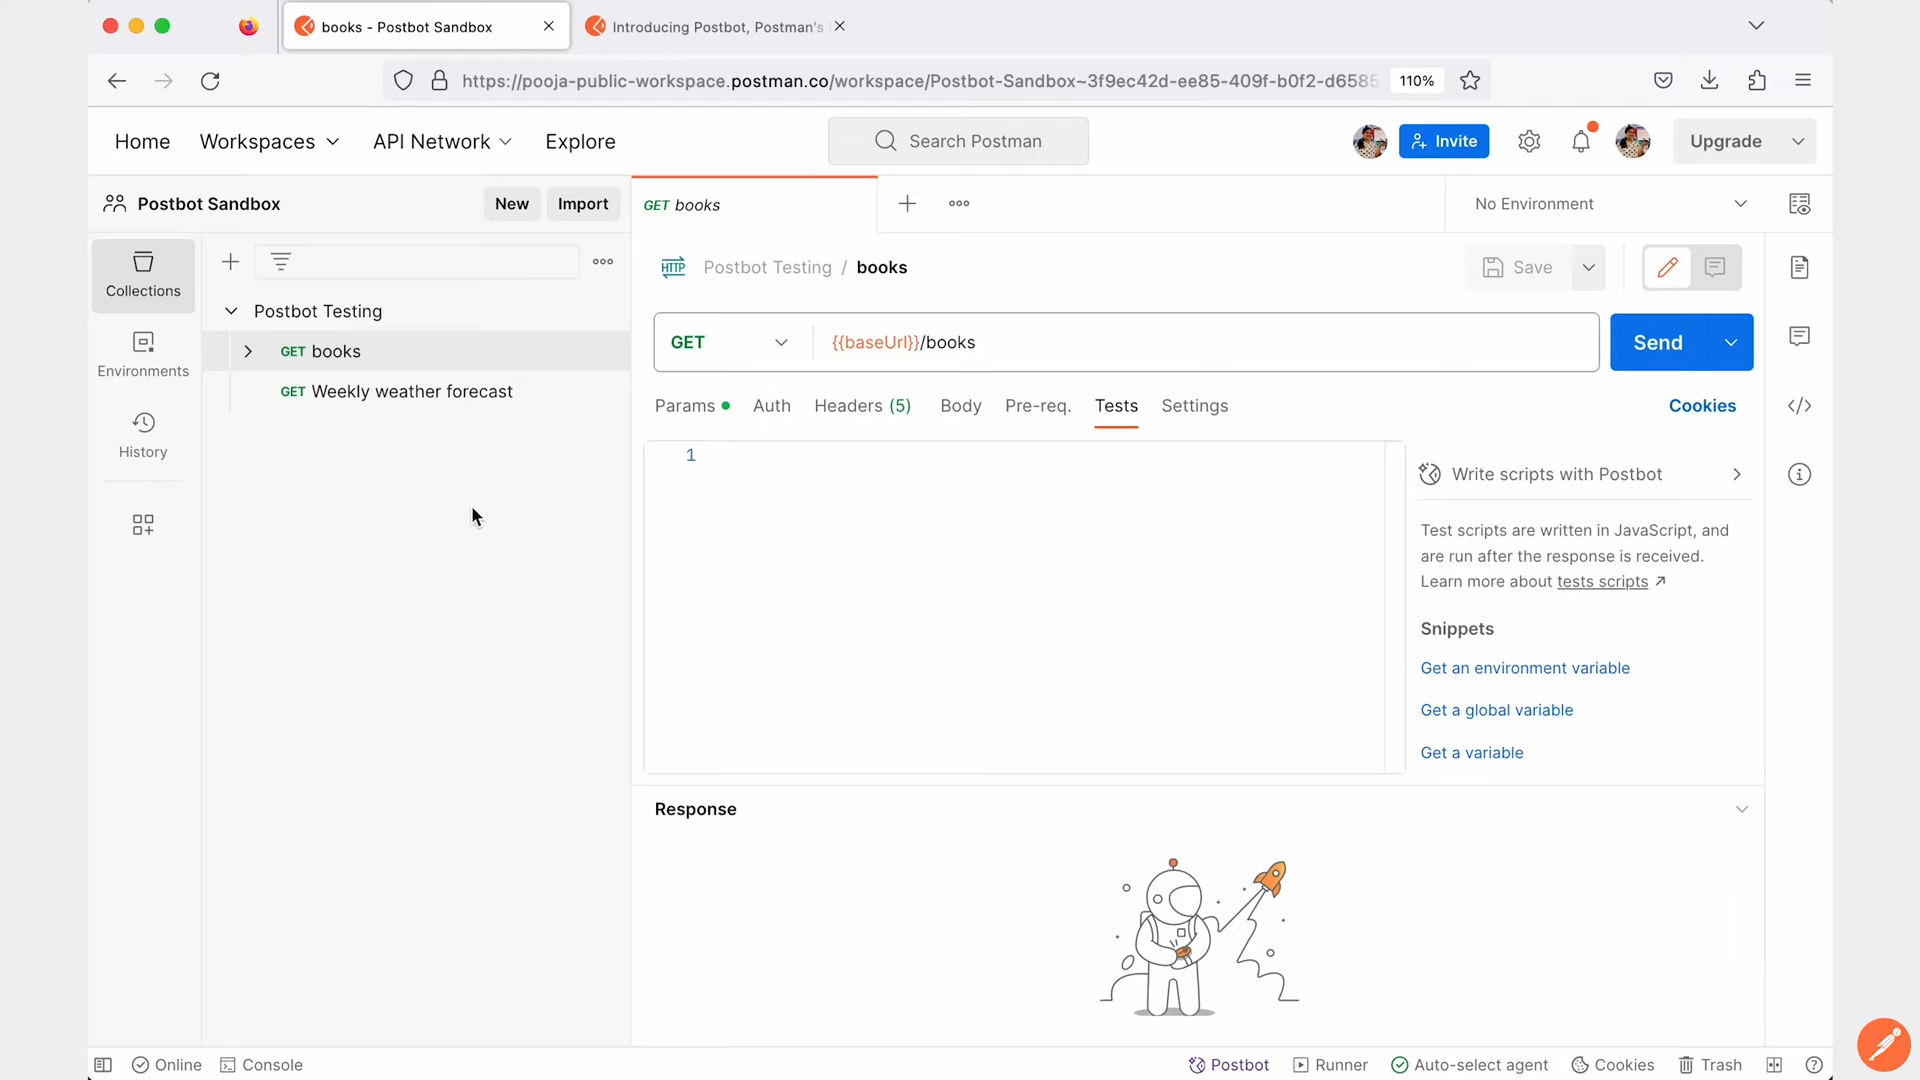 books - Postbot Sandbox
Introducing Postbot, Postman's
https://pooja-public-workspace.postman.co/workspace/Postbot-Sandbox~3f9ec42d-ee85-409f-b0f2-d6585
110%
Home
Workspaces
API Network
Explore
Search Postman
Invite
Upgrade
Postbot Sandbox
New
Import
GET books
No Environment
Collections
Environments
History
Postbot Testing
GET books
GET Weekly weather forecast
HTTP
Postbot Testing / books
Save
GET
{{baseUrl}}/books
Send
Params
Auth
Headers (5)
Body
Pre-req.
Tests
Settings
Cookies
1
Write scripts with Postbot
Test scripts are written in JavaScript, and
are run after the response is received.
Learn more about tests scripts
Snippets
Get an environment variable
Get a global variable
Get a variable
Response
Online
Console
Postbot
Runner
Auto-select agent
Cookies
Trash